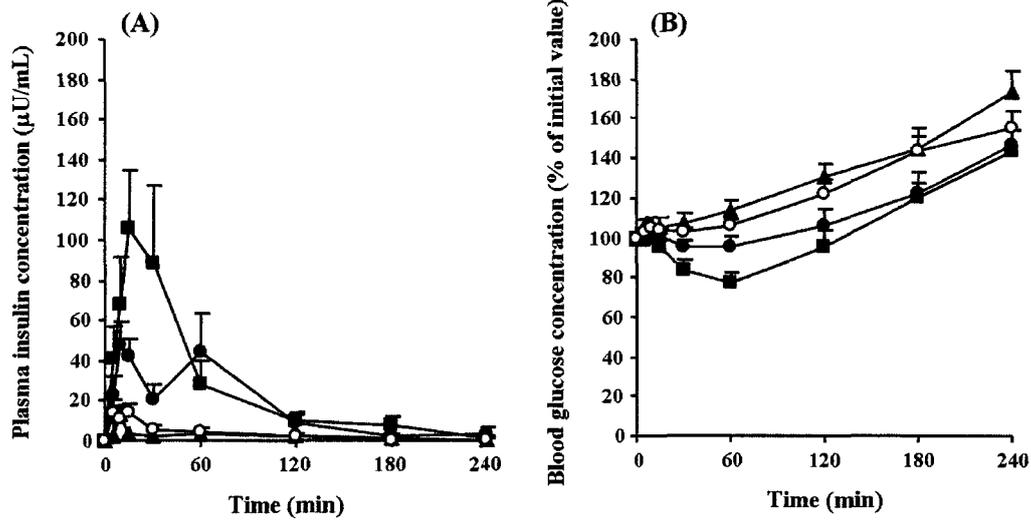 (A)
Plasma insulin concentration (µU/mL)
200
180
160
140
120
100
80
60
40
20
0
0 60 120 180 240
Time (min)
(B)
Blood glucose concentration (% of initial value)
200
180
160
140
120
100
80
60
40
20
0
0 60 120 180 240
Time (min)